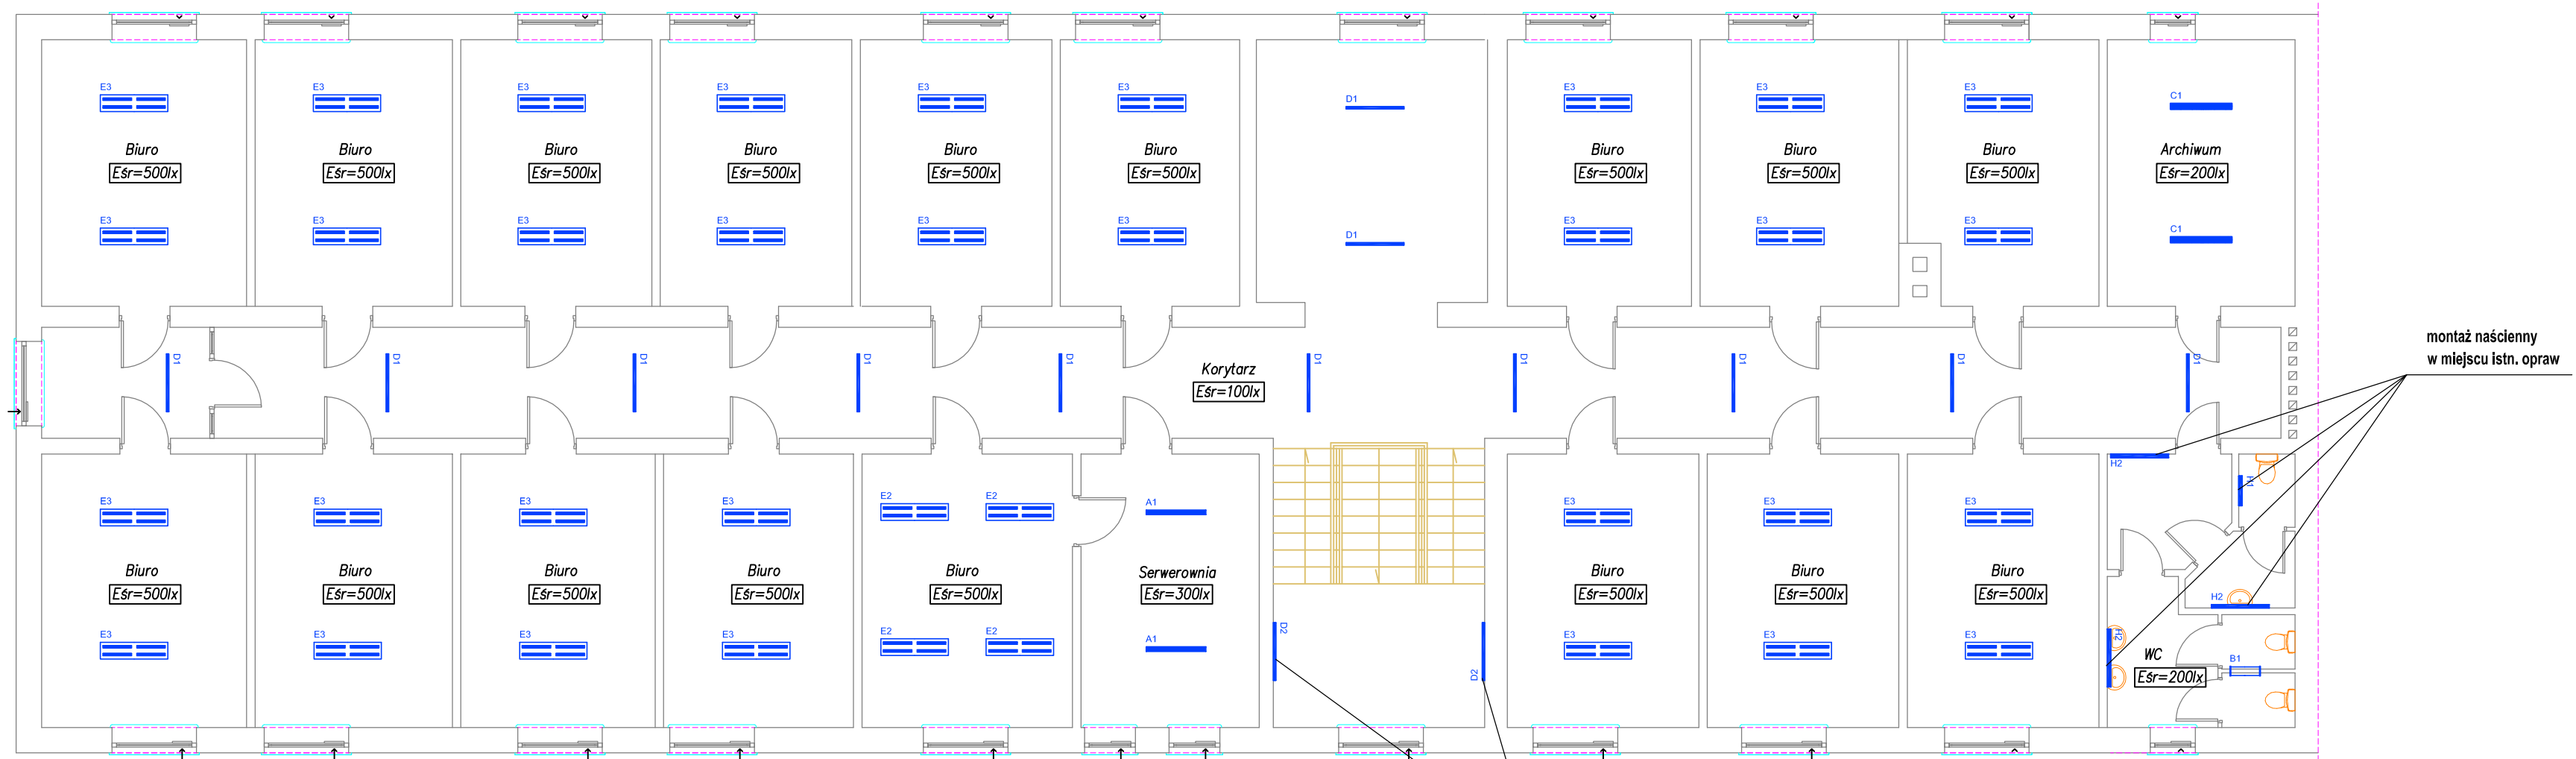 E3 E3 E3 E3 E3 E3 D1 E3 E3 E3 C1
Biuro Biuro Biuro Biuro Biuro Biuro Biuro Biuro Biuro Archiwum
Eśr=500lx Eśr=500lx Eśr=500lx Eśr=500lx Eśr=500lx Eśr=500lx Eśr=500lx Eśr=500lx Eśr=500lx Eśr=200lx
E3 E3 E3 E3 E3 E3 D1 E3 E3 E3 C1
montaż naścienny
w miejscu istn. opraw
D1 D1 D1 D1 D1 D1 D1 D1 D1 D1
Korytarz
Eśr=100lx
H2
H1
E3 E3 E3 E3 E2 E2 A1 E3 E3 E3
Biuro Biuro Biuro Biuro Biuro Serwerownia Biuro Biuro Biuro
Eśr=500lx Eśr=500lx Eśr=500lx Eśr=500lx Eśr=500lx Eśr=300lx Eśr=500lx Eśr=500lx Eśr=500lx
H2
E3 E3 E3 E3 E2 E2 A1 D2 E3 E3 E3 H2
WC
B1
D2
Eśr=200lx